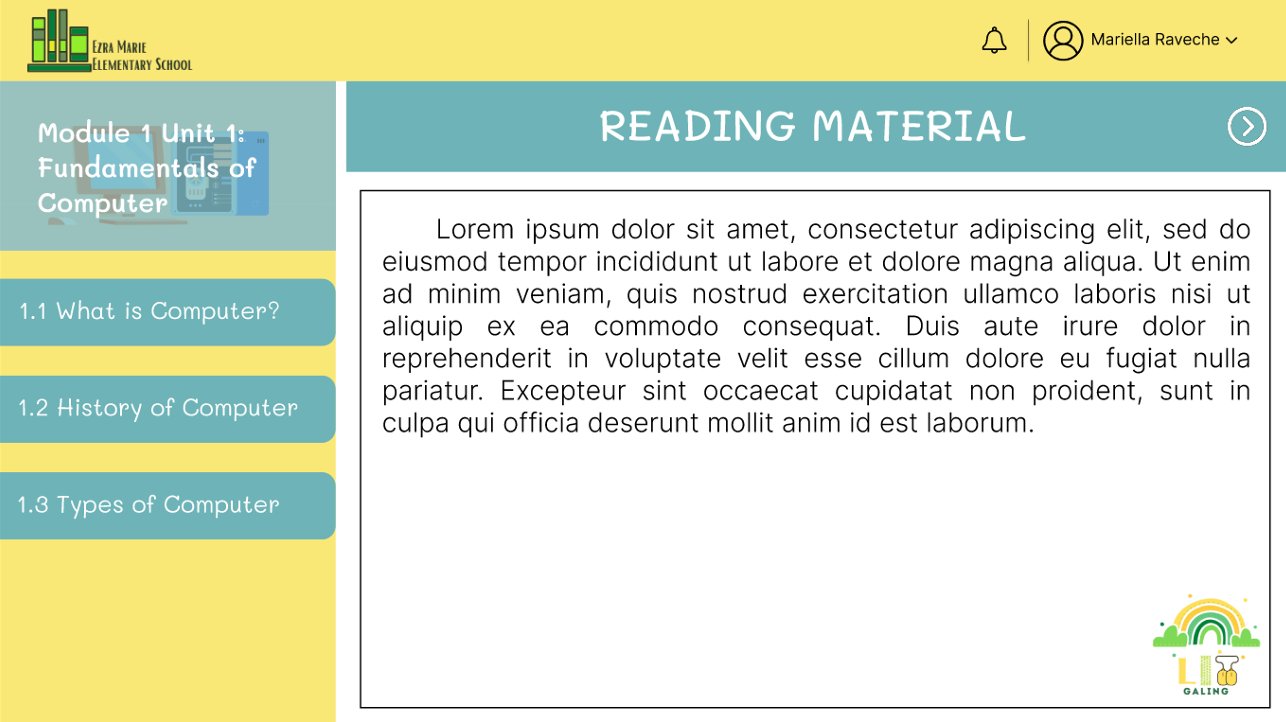 Ezra Marie
Elementary School
Mariella Raveche
Module 1 Unit 1:
Fundamentals of
Computer
1.1 What is Computer?
1.2 History of Computer
1.3 Types of Computer
READING MATERIAL
Lorem ipsum dolor sit amet, consectetur adipiscing elit, sed do
eiusmod tempor incididunt ut labore et dolore magna aliqua. Ut enim
ad minim veniam, quis nostrud exercitation ullamco laboris nisi ut
aliquip ex ea commodo consequat. Duis aute irure dolor in
reprehenderit in voluptate velit esse cillum dolore eu fugiat nulla
pariatur. Excepteur sint occaecat cupidatat non proident, sunt in
culpa qui officia deserunt mollit anim id est laborum.
LIT
GALING